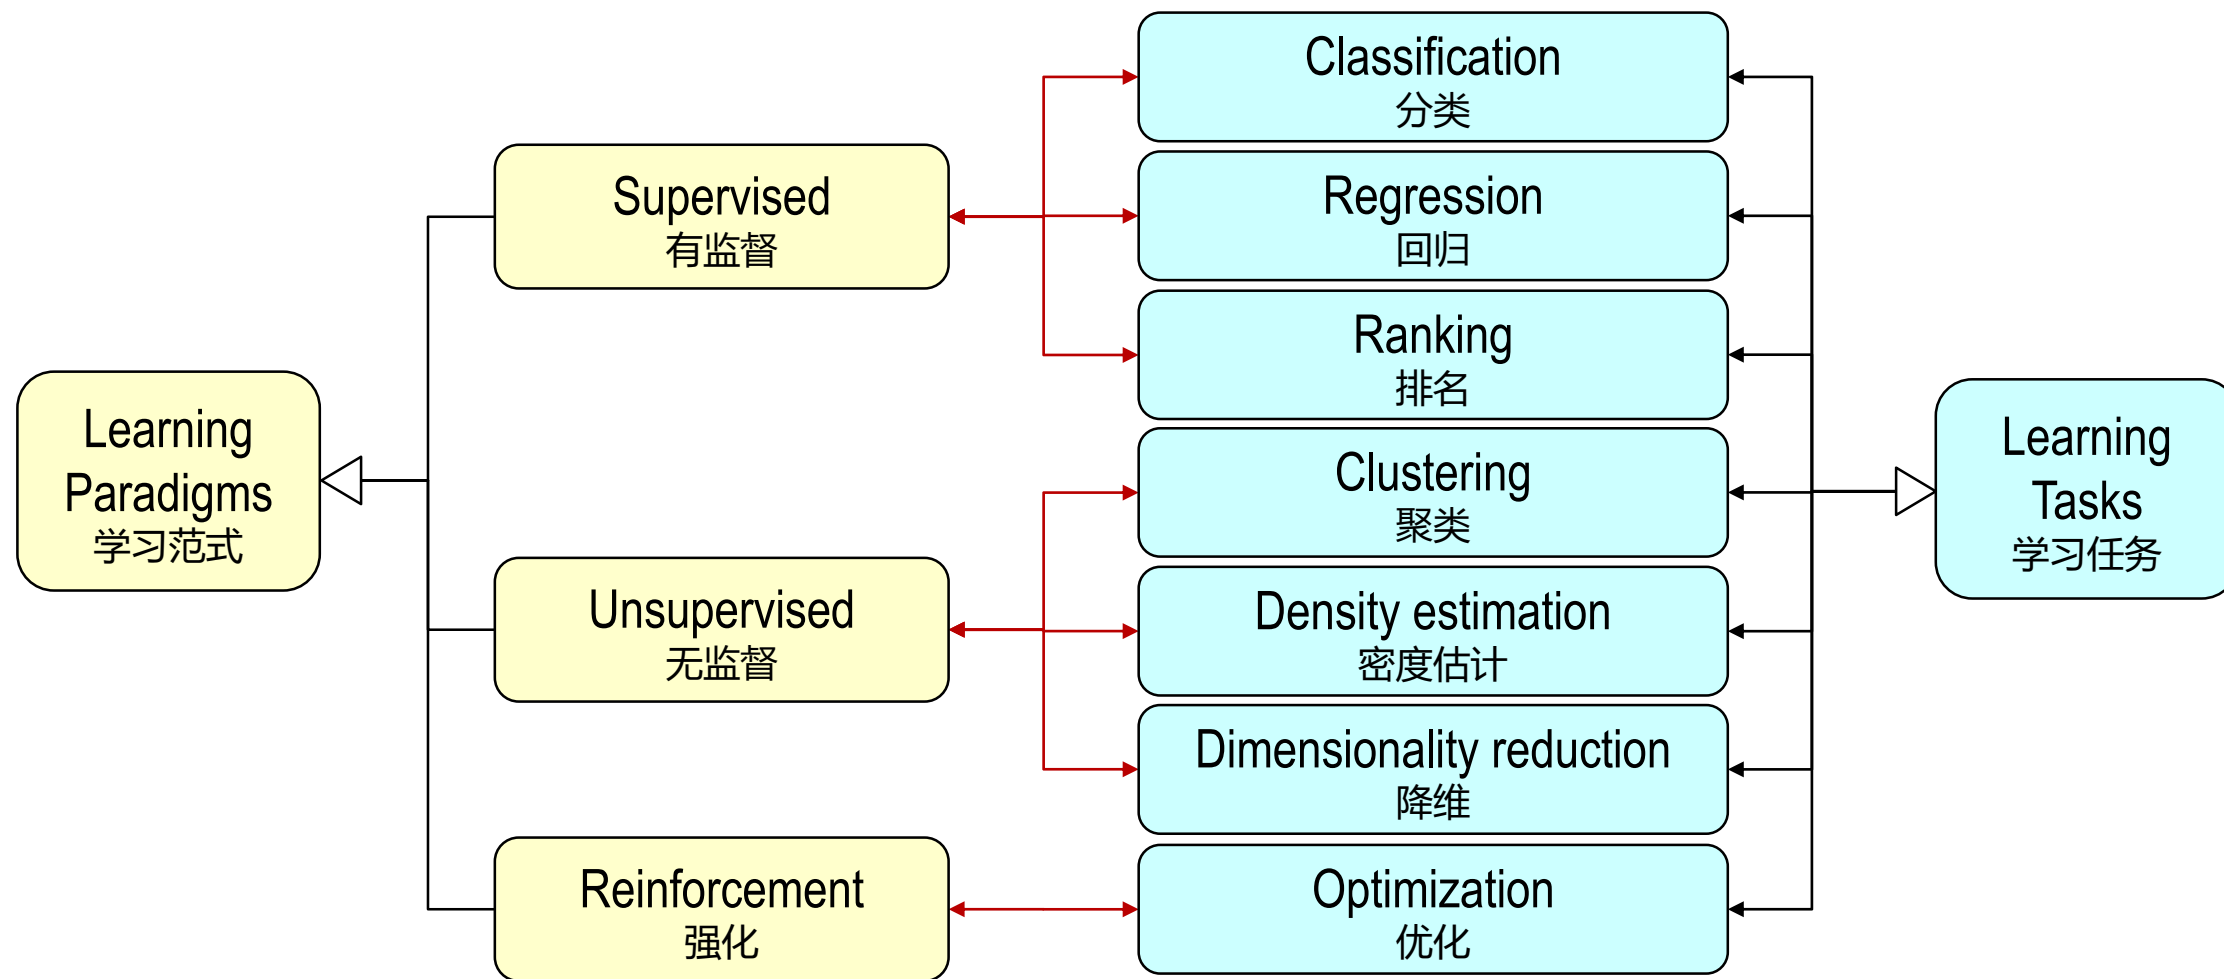 Learning
Paradigms
学习范式
Supervised
有监督
Unsupervised
无监督
Reinforcement
强化
Classification
分类
Regression
回归
Ranking
排名
Clustering
聚类
Density estimation
密度估计
Dimensionality reduction
降维
Optimization
优化
Learning
Tasks
学习任务